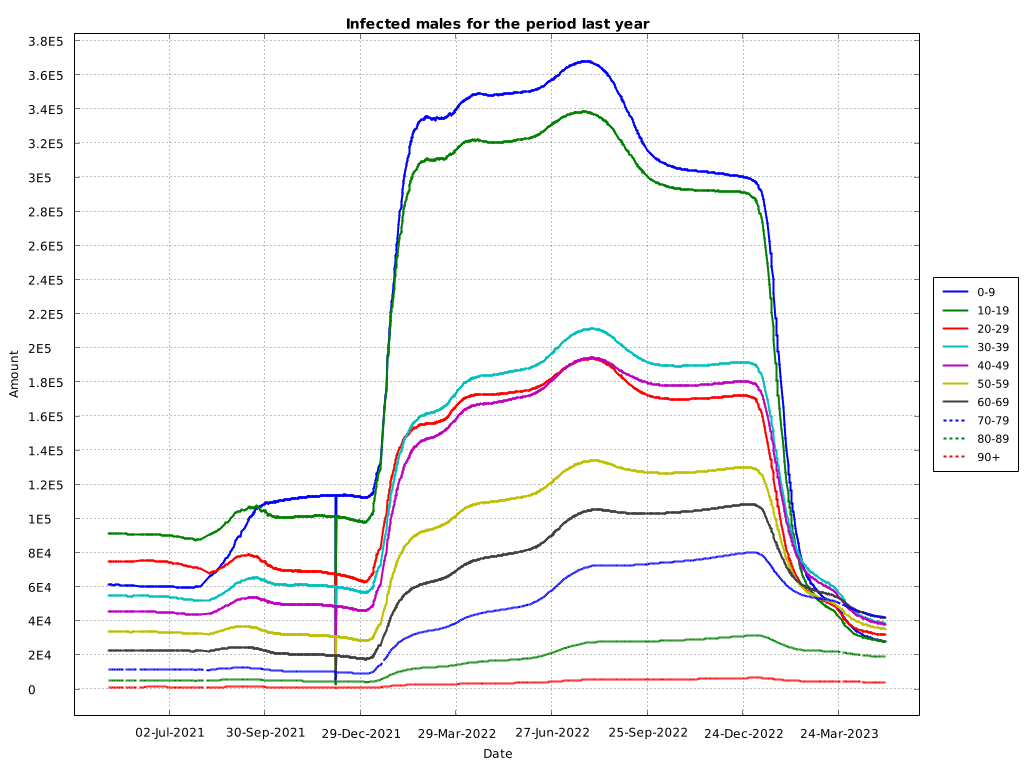 Infected males for the period last year
3.8E5
3.6E5
3.4E5
3.2E5
3E5
2.8E5
2.6E5
2.4E5
2.2E5
2E5
1.8E5
1.6E5
1.4E5
1.2E5
1E5
8E4
6E4
4E4
2E4
0
Amount
02-Jul-2021 30-Sep-2021 29-Dec-2021 29-Mar-2022 27-Jun-2022 25-Sep-2022 24-Dec-2022 24-Mar-2023
Date
0-9
10-19
20-29
30-39
40-49
50-59
60-69
70-79
80-89
90+